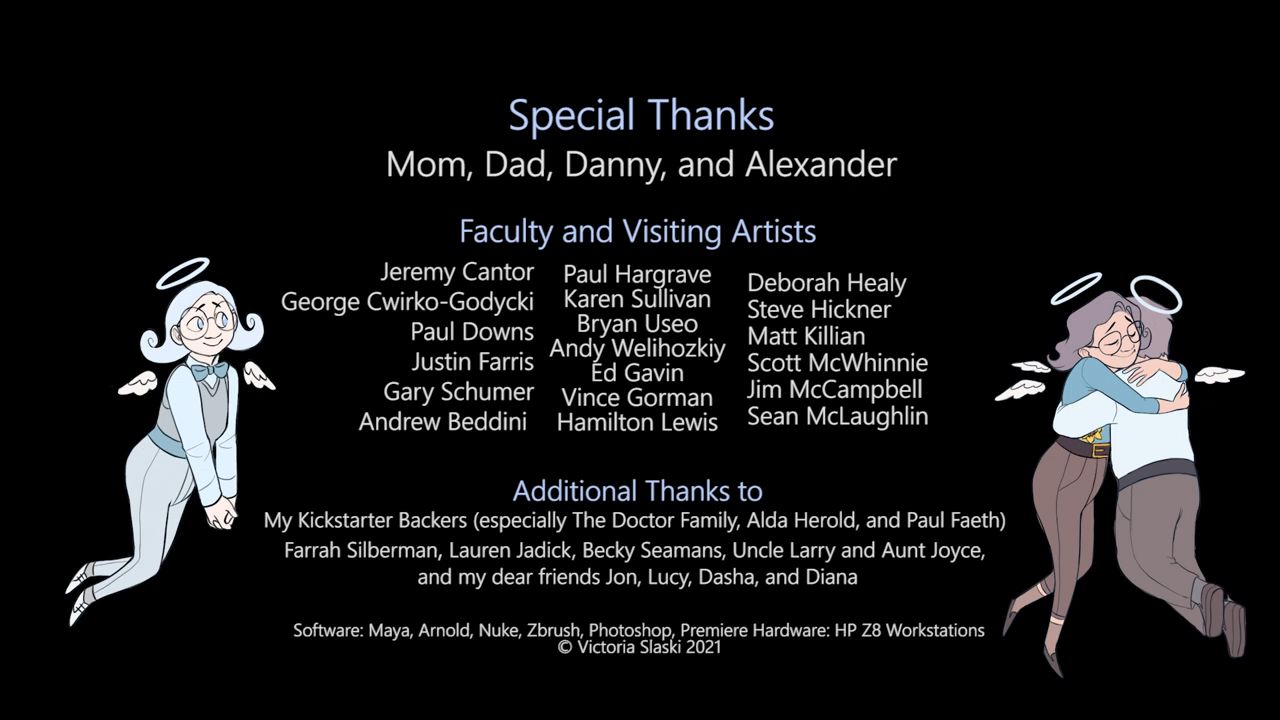 Special Thanks
Mom, Dad, Danny, and Alexander
Faculty and Visiting Artists
Jeremy Cantor
George Cwirko-Godycki
Paul Downs
Justin Farris
Gary Schumer
Andrew Beddini
Paul Hargrave
Karen Sullivan
Bryan Useo
Andy Welihozkiy
Ed Gavin
Vince Gorman
Hamilton Lewis
Deborah Healy
Steve Hickner
Matt Killian
Scott McWhinnie
Jim McCampbell
Sean McLaughlin
Additional Thanks to
My Kickstarter Backers (especially The Doctor Family, Alda Herold, and Paul Faeth)
Farrah Silberman, Lauren Jadick, Becky Seamans, Uncle Larry and Aunt Joyce,
and my dear friends Jon, Lucy, Dasha, and Diana
Software: Maya, Arnold, Nuke, Zbrush, Photoshop, Premiere Hardware: HP Z8 Workstations
© Victoria Slaski 2021